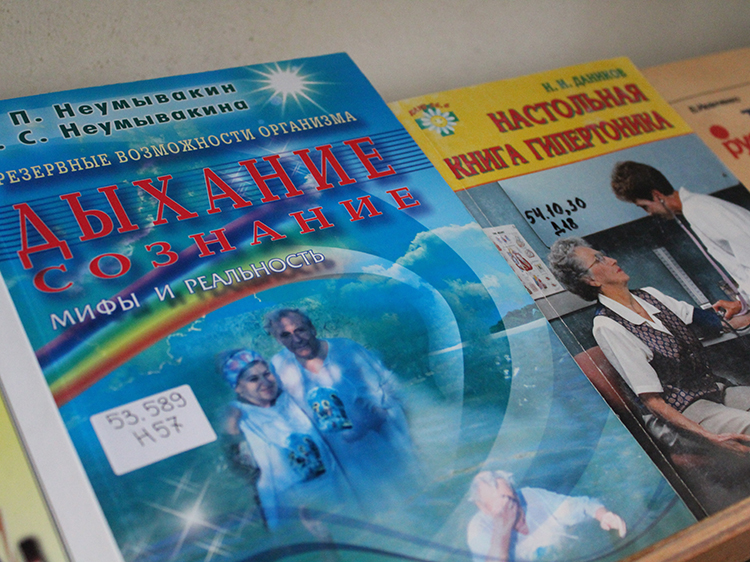 П. Неумывакин
С. Неумывакина
РЕЗЕРВНЫЕ ВОЗМОЖНОСТИ ОРГАНИЗМА
ДЫХАНИЕ
СОЗНАНИЕ
МИФЫ И РЕАЛЬНОСТЬ
53.589
Н57
Н. Н. ДАНИКОВ
НАСТОЛЬНАЯ
КНИГА ГИПЕРТОНИКА
54.10,30
Д18